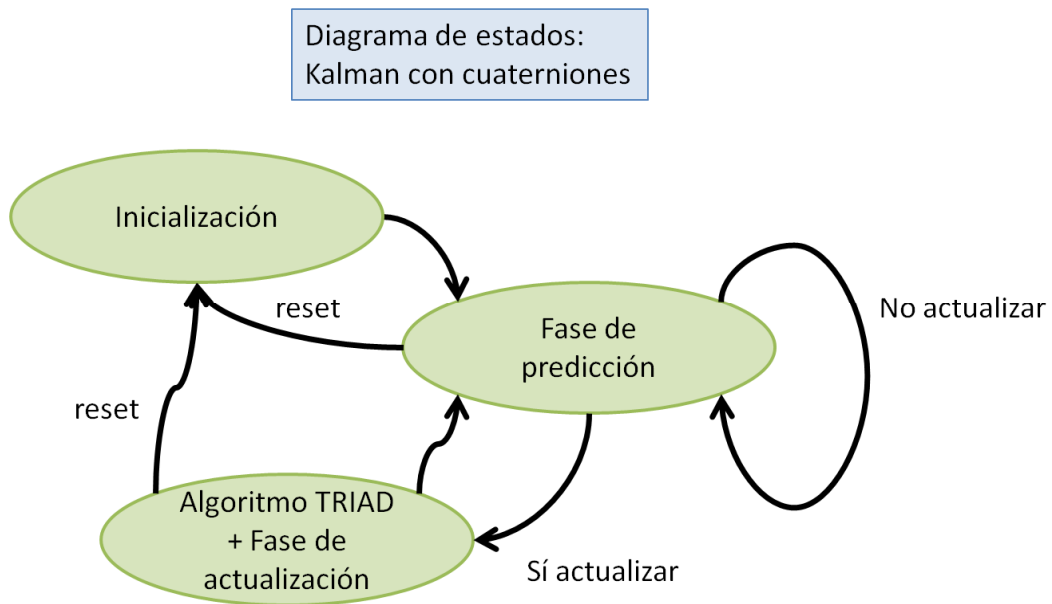 Diagrama de estados:
Kalman con cuaterniones
Inicialización
reset
Fase de
predicción
No actualizar
reset
Algoritmo TRIAD
+ Fase de
actualización
Sí actualizar